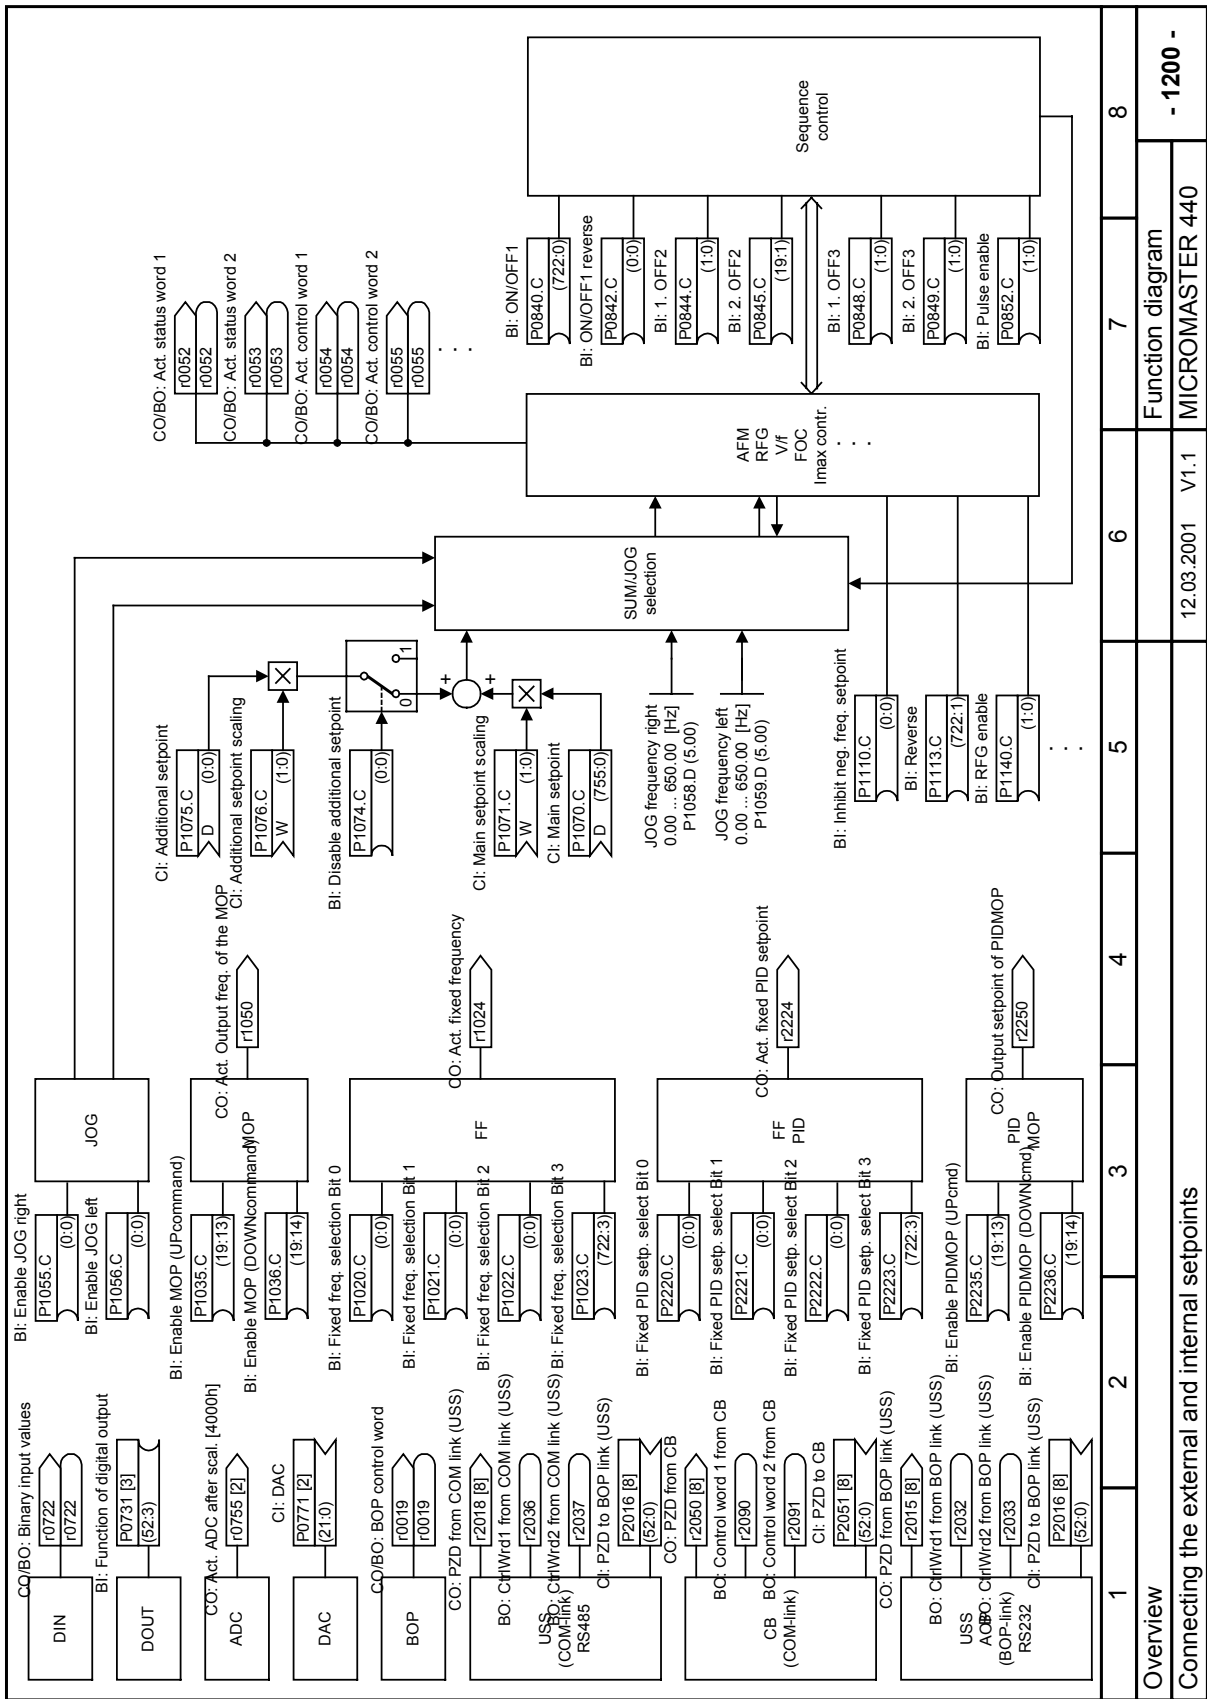 CO/BO: Binary input values
r0722
r0722
DIN
BI: Function of digital output
P0731 [3]
(52:3)
DOUT
CO: Act. ADC after scal. [4000h]
r0755 [2]
ADC
CI: DAC
P0771 [2]
(21:0)
DAC
CO/BO: BOP control word
r0019
r0019
BOP
CO: PZD from COM link (USS)
r2018 [8]
BO: CtrlWrd1 from COM link (USS)
r2036
BO: CtrlWrd2 from COM link (USS)
r2037
CI: PZD to BOP link (USS)
P2016 [8]
(52:0)
USS
(COM-link)
RS485
CO: PZD from CB
r2050 [8]
BO: Control word 1 from CB
r2090
BO: Control word 2 from CB
r2091
CI: PZD to CB
P2051 [8]
(52:0)
CB
(COM-link)
CO: PZD from BOP link (USS)
r2015 [8]
BO: CtrlWrd1 from BOP link (USS)
r2032
BO: CtrlWrd2 from BOP link (USS)
r2033
CI: PZD to BOP link (USS)
P2016 [8]
(52:0)
USS
AOP
(BOP-link)
RS232
BI: Enable JOG right
P1055.C
(0:0)
BI: Enable JOG left
P1056.C
(0:0)
JOG
BI: Enable MOP (UPcommand)
P1035.C
(19:13)
BI: Enable MOP (DOWNcommand)
P1036.C
(19:14)
MOP
CO: Act. Output freq. of the MOP
r1050
BI: Fixed freq. selection Bit 0
P1020.C
(0:0)
BI: Fixed freq. selection Bit 1
P1021.C
(0:0)
BI: Fixed freq. selection Bit 2
P1022.C
(0:0)
BI: Fixed freq. selection Bit 3
P1023.C
(722:3)
FF
CO: Act. fixed frequency
r1024
BI: Fixed PID setp. select Bit 0
P2220.C
(0:0)
BI: Fixed PID setp. select Bit 1
P2221.C
(0:0)
BI: Fixed PID setp. select Bit 2
P2222.C
(0:0)
BI: Fixed PID setp. select Bit 3
P2223.C
(722:3)
FF
PID
CO: Act. fixed PID setpoint
r2224
BI: Enable PIDMOP (UPcmd)
P2235.C
(19:13)
BI: Enable PIDMOP (DOWNcmd)
P2236.C
(19:14)
PID
MOP
CO: Output setpoint of PIDMOP
r2250
CI: Additional setpoint
P1075.C
D (0:0)
CI: Additional setpoint scaling
P1076.C
W (1:0)
BI: Disable additional setpoint
P1074.C
(0:0)
0 1
+ +
CI: Main setpoint scaling
P1071.C
W (1:0)
CI: Main setpoint
P1070.C
D (755:0)
JOG frequency right
0.00 ... 650.00 [Hz]
P1058.D (5.00)
JOG frequency left
0.00 ... 650.00 [Hz]
P1059.D (5.00)
BI: Inhibit neg. freq. setpoint
P1110.C
(0:0)
BI: Reverse
P1113.C
(722:1)
BI: RFG enable
P1140.C
(1:0)
. . .
SUM/JOG
selection
CO/BO: Act. status word 1
r0052
r0052
CO/BO: Act. status word 2
r0053
r0053
CO/BO: Act. control word 1
r0054
r0054
CO/BO: Act. control word 2
r0055
r0055
. . .
AFM
RFG
V/f
FOC
Imax contr.
. . .
BI: ON/OFF1
P0840.C
(722:0)
BI: ON/OFF1 reverse
P0842.C
(0:0)
BI: 1. OFF2
P0844.C
(1:0)
BI: 2. OFF2
P0845.C
(19:1)
BI: 1. OFF3
P0848.C
(1:0)
BI: 2. OFF3
P0849.C
(1:0)
BI: Pulse enable
P0852.C
(1:0)
Sequence
control
1 2 3 4 5 6 7 8
Overview
Connecting the external and internal setpoints
12.03.2001 V1.1
Function diagram
MICROMASTER 440
- 1200 -